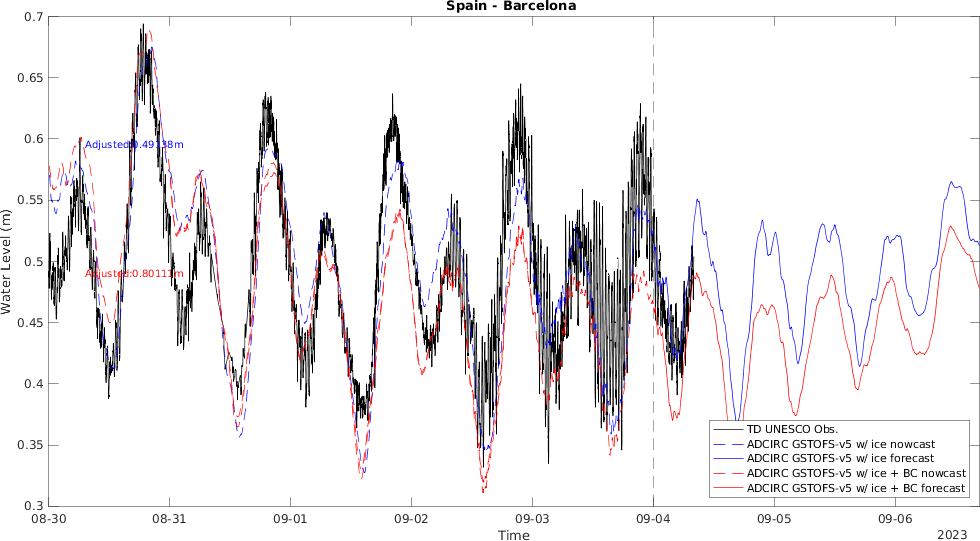 Spain - Barcelona
0.7
0.65
0.6
0.55
0.5
0.45
0.4
0.35
0.3
Water Level (m)
Adjusted:0.49138m
Adjusted:0.80111m
TD UNESCO Obs.
ADCIRC GSTOFS-v5 w/ ice nowcast
ADCIRC GSTOFS-v5 w/ ice forecast
ADCIRC GSTOFS-v5 w/ ice + BC nowcast
ADCIRC GSTOFS-v5 w/ ice + BC forecast
08-30 08-31 09-01 09-02 09-03 09-04 09-05 09-06
Time
2023